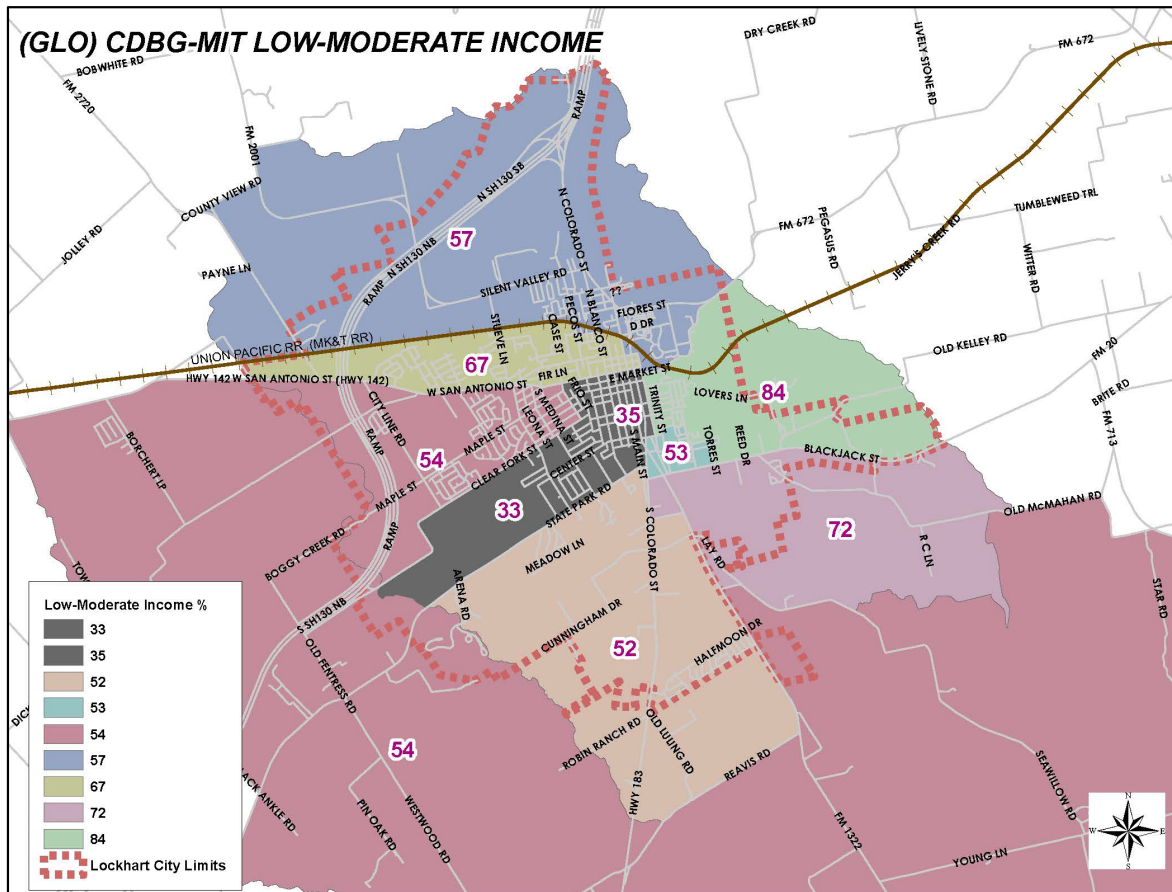 (GLO) CDBG-MIT LOW-MODERATE INCOME
BOBWHITE RD
FM 2720
FM 2001
COUNTY VIEW RD
JOLLEY RD
PAYNE LN
RAMP
N SH130 SB
N SH130 NB
RAMP
57
N COLORADO ST
SILENT VALLEY RD
PECOS ST
N BLANCO ST
CASE ST
STUEVE LN
??
FLORES ST
D DR
DRY CREEK RD
LIVELY STONE RD
FM 672
FM 672
PEGASUS RD
TUMBLEWEED TRL
WITTER RD
JERRY'S CREEK RD
OLD KELLEY RD
FM 20
BRITE RD
FM 713
UNION PACIFIC RR (MK&T RR)
HWY 142 W SAN ANTONIO ST (HWY 142)
67
FIR LN
E MARKET ST
W SAN ANTONIO ST
FRIO ST
S MEDINA ST
LEONA ST
35
TRINITY ST
LOVERS LN
84
CITY LINE RD
RAMP
MAPLE ST
CLEAR FORK ST
CENTER ST
S MAIN ST
53
TORRES ST
REED DR
BLACKJACK ST
BORCHERT LP
54
MAPLE ST
33
STATE PARK RD
OLD McMAHAN RD
72
R C LN
STAR RD
BOGGY CREEK RD
RAMP
MEADOW LN
S COLORADO ST
LAY RD
S SH130 NB
ARENA RD
CUNNINGHAM DR
52
HALFMOON DR
OLD FENTRESS RD
54
ROBIN RANCH RD
OLD LULING RD
REAVIS RD
HWY 183
PIN OAK RD
WESTWOOD RD
FM 1322
SEAWILLOW RD
YOUNG LN
Low-Moderate Income %
33
35
52
53
54
57
67
72
84
Lockhart City Limits
N
W
E
S